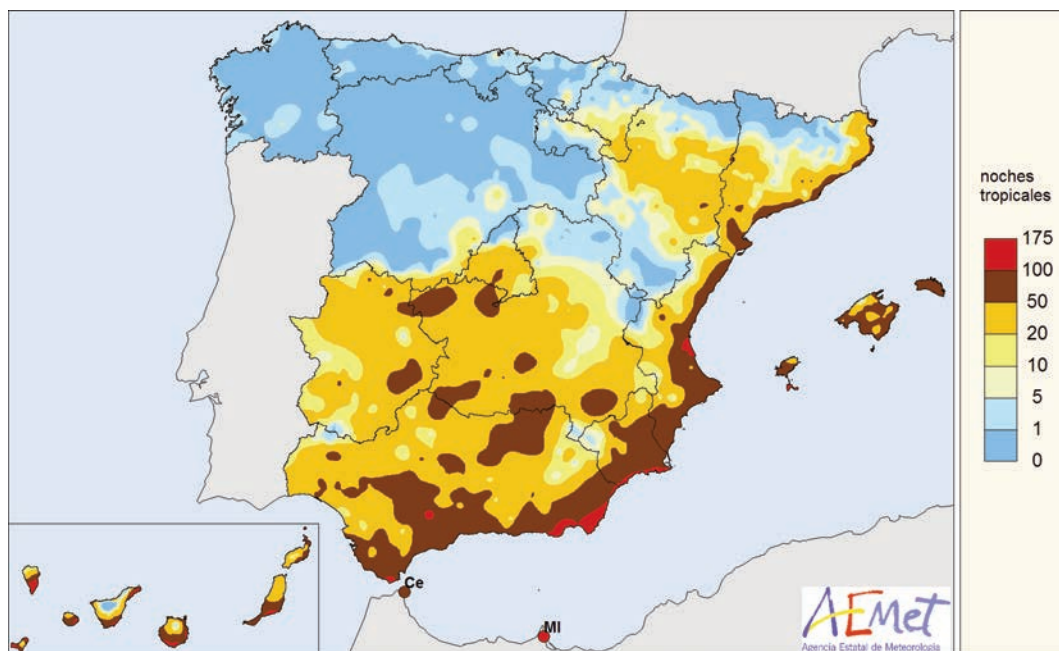 noches
tropicales
175
100
50
20
10
5
1
0
Ce
Ml
AEMet
Agencia Estatal de Meteorología